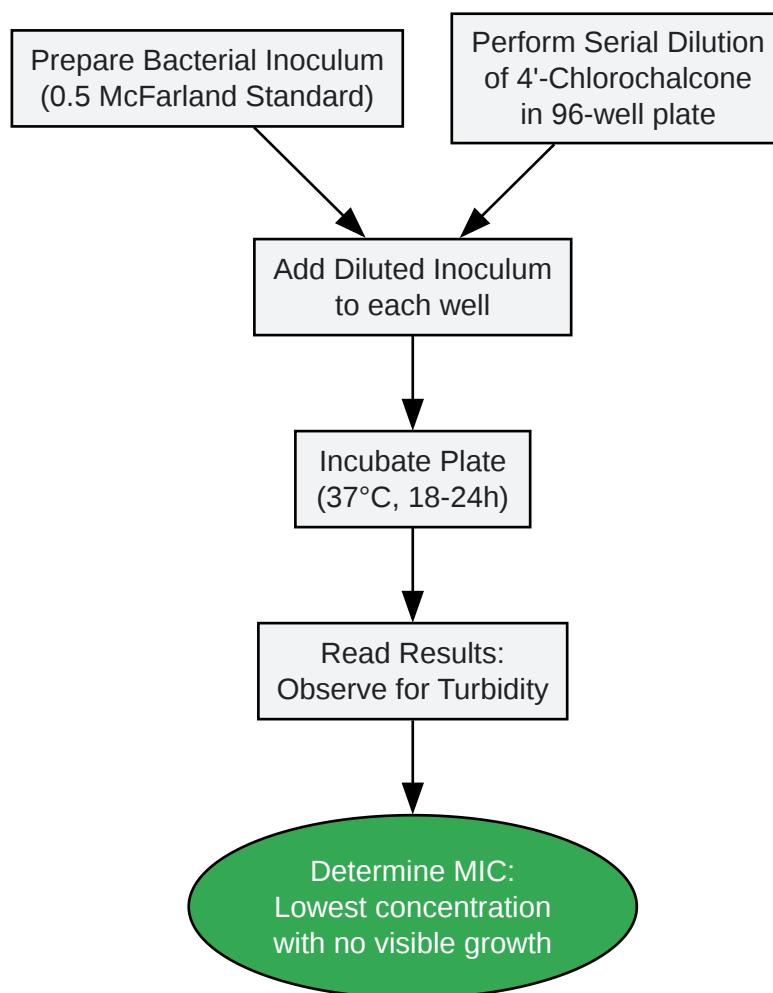 Prepare Bacterial Inoculum
(0.5 McFarland Standard)
Perform Serial Dilution
of 4'-Chlorochalcone
in 96-well plate
Add Diluted Inoculum
to each well
Incubate Plate
(37°C, 18-24h)
Read Results:
Observe for Turbidity
Determine MIC:
Lowest concentration
with no visible growth